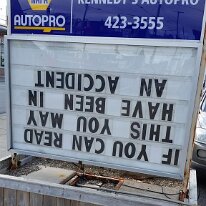 NAPA
AUTOPRO
KENNEDY'S AUTOPRO
423-3555
IF YOU CAN READ
THIS YOU MAY
HAVE BEEN IN
AN ACCIDENT